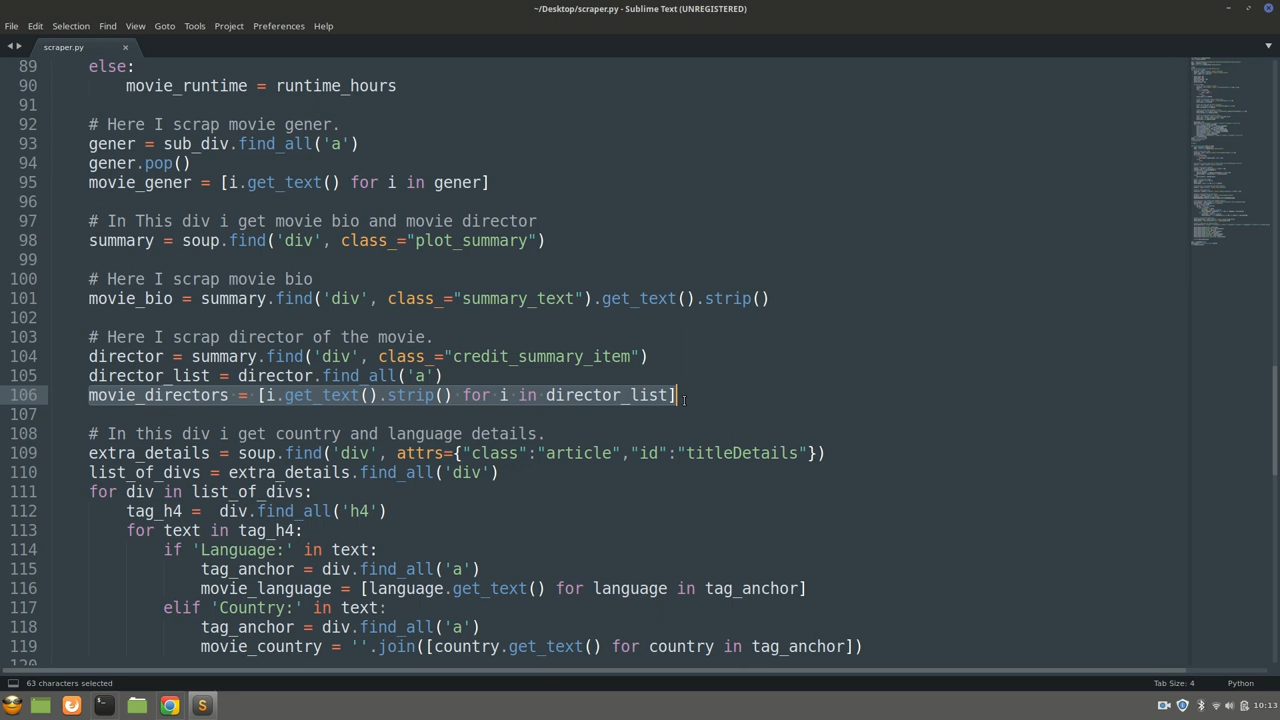 ~/Desktop/scraper.py - Sublime Text (UNREGISTERED)
File Edit Selection Find View Goto Tools Project Preferences Help
scraper.py
89 else:
90 movie_runtime = runtime_hours
91
92 # Here I scrap movie gener.
93 gener = sub_div.find_all('a')
94 gener.pop()
95 movie_gener = [i.get_text() for i in gener]
96
97 # In This div i get movie bio and movie director
98 summary = soup.find('div', class_="plot_summary")
99
100 # Here I scrap movie bio
101 movie_bio = summary.find('div', class_="summary_text").get_text().strip()
102
103 # Here I scrap director of the movie.
104 director = summary.find('div', class_="credit_summary_item")
105 director_list = director.find_all('a')
106 movie_directors = [i.get_text().strip() for i in director_list]
107
108 # In this div i get country and language details.
109 extra_details = soup.find('div', attrs={"class":"article","id":"titleDetails"})
110 list_of_divs = extra_details.find_all('div')
111 for div in list_of_divs:
112 tag_h4 =  div.find_all('h4')
113 for text in tag_h4:
114 if 'Language:' in text:
115 tag_anchor = div.find_all('a')
116 movie_language = [language.get_text() for language in tag_anchor]
117 elif 'Country:' in text:
118 tag_anchor = div.find_all('a')
119 movie_country = ''.join([country.get_text() for country in tag_anchor])
120
63 characters selected Tab Size: 4 Python
S 10:13